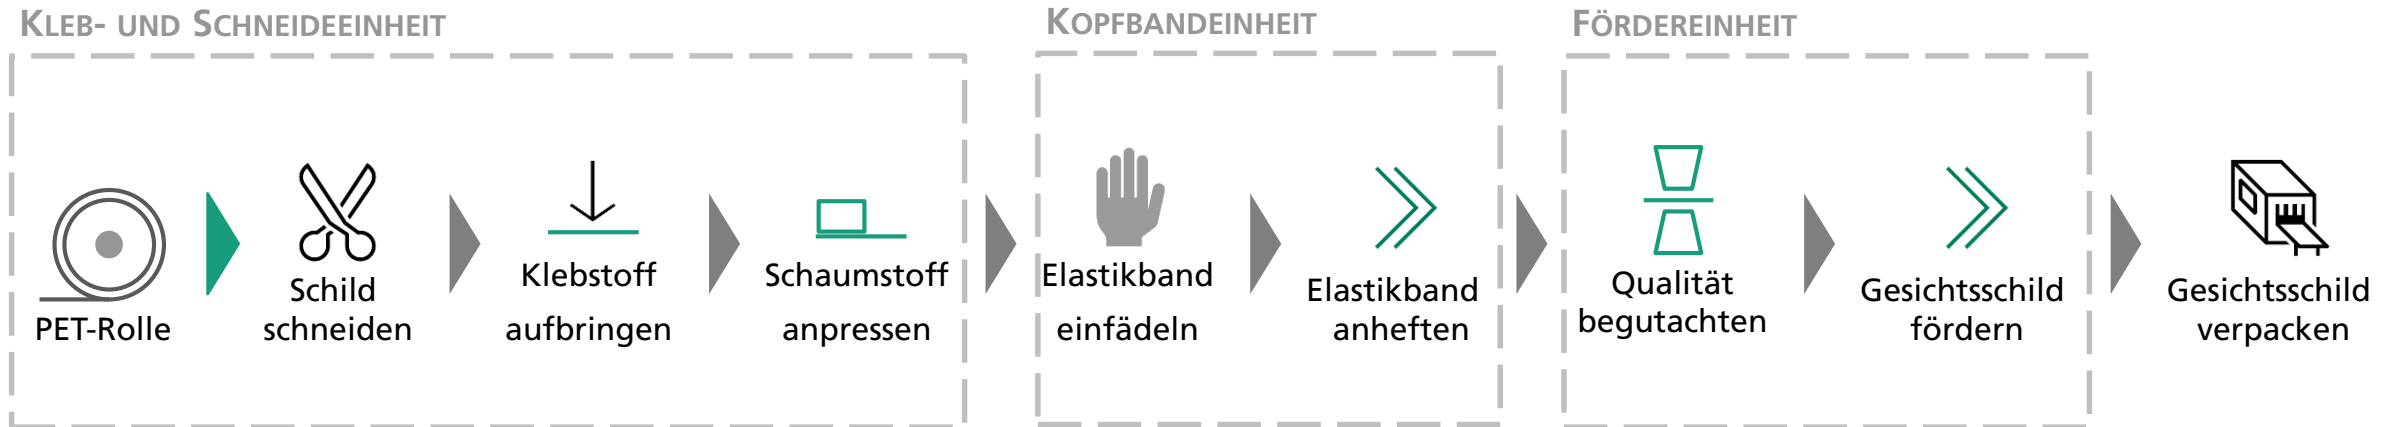 KLEB- UND SCHNEIDEEINHEIT
KOPFBANDEINHEIT
FÖRDEREINHEIT
PET-Rolle
Schild
schneiden
Klebstoff
aufbringen
Schaumstoff
anpressen
Elastikband
einfädeln
Elastikband
anheften
Qualität
begutachten
Gesichtsschild
fördern
Gesichtsschild
verpacken